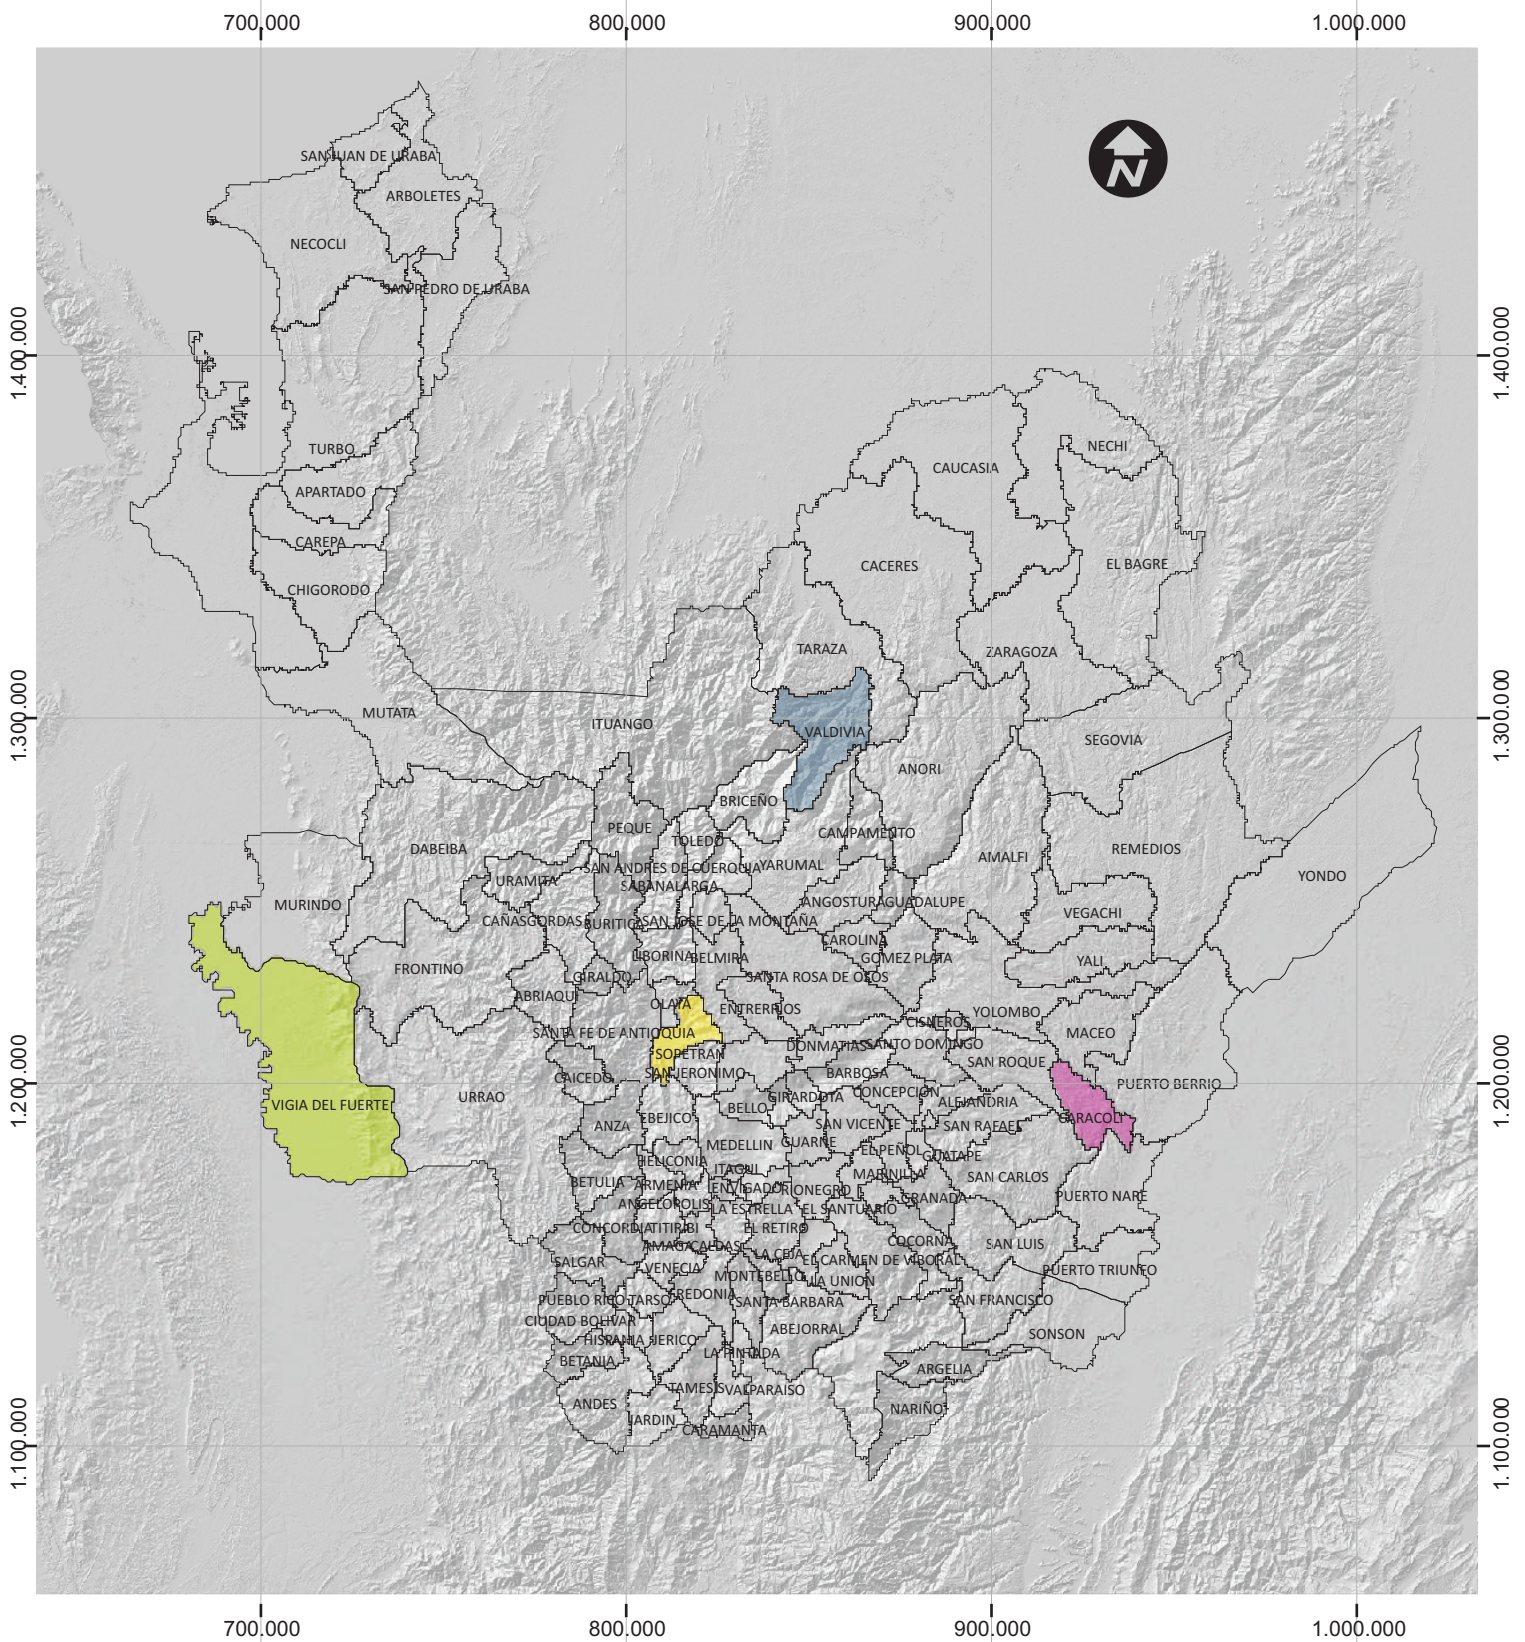 700.000
800.000
900.000
1.000.000
N
SAN JUAN DE URABA
ARBOLETES
NECOCLI
SAN PEDRO DE URABA
1.400.000
1.400.000
TURBO
NECHI
CAUCASIA
APARTADO
CAREPA
CACERES
EL BAGRE
CHIGORODO
TARAZA
ZARAGOZA
1.300.000
MUTATA
ITUANGO
VALDIVIA
SEGOVIA
1.300.000
ANORI
BRICEÑO
PEQUE
TOLEDO
CAMPAMENTO
DABEIBA
AMALFI
REMEDIOS
SAN ANDRES DE CUERQUIA
YARUMAL
YONDO
URAMITA
SABANALARGA
MURINDO
ANGOSTURA
GUADALUPE
VEGACHI
CAÑASGORDAS
BURITICA
SAN JOSE DE LA MONTAÑA
CAROLINA
LIBORINA
BELMIRA
GOMEZ PLATA
YALI
FRONTINO
GIRALDO
SANTA ROSA DE OSOS
ABRIAQUI
OLAYA
ENTRERRIOS
YOLOMBO
CISNEROS
SANTA FE DE ANTIOQUIA
MACEO
DONMATIAS
SANTO DOMINGO
SOPETRAN
SAN ROQUE
1.200.000
CAICEDO
SAN JERONIMO
BARBOSA
PUERTO BERRIO
1.200.000
URRAO
GIRARDOTA
CONCEPCION
ALEJANDRIA
VIGIA DEL FUERTE
BELLO
EBEJICO
CARACOLI
ANZA
SAN VICENTE
SAN RAFAEL
MEDELLIN
GUARNE
EL PEÑOL
GUATAPE
HELICONIA
ITAGUI
MARINILLA
SAN CARLOS
BETULIA
ARMENIA
ENVIGADO
RIONEGRO
GRANADA
PUERTO NARE
ANGELOPOLIS
LA ESTRELLA
EL SANTUARIO
CONCORDIA
TITIRIBI
EL RETIRO
COCORNA
SAN LUIS
AMAGA
CALDAS
LA CEJA
EL CARMEN DE VIBORAL
SALGAR
VENECIA
MONTEBELLO
LA UNION
PUERTO TRIUNFO
PUEBLO RICO
TARSO
FREDONIA
SANTA BARBARA
SAN FRANCISCO
CIUDAD BOLIVAR
ABEJORRAL
HISPANIA
JERICO
SONSON
LA PINTADA
BETANIA
ARGELIA
TAMESIS
VALPARAISO
ANDES
NARIÑO
JARDIN
CARAMANTA
1.100.000
1.100.000
700.000
800.000
900.000
1.000.000